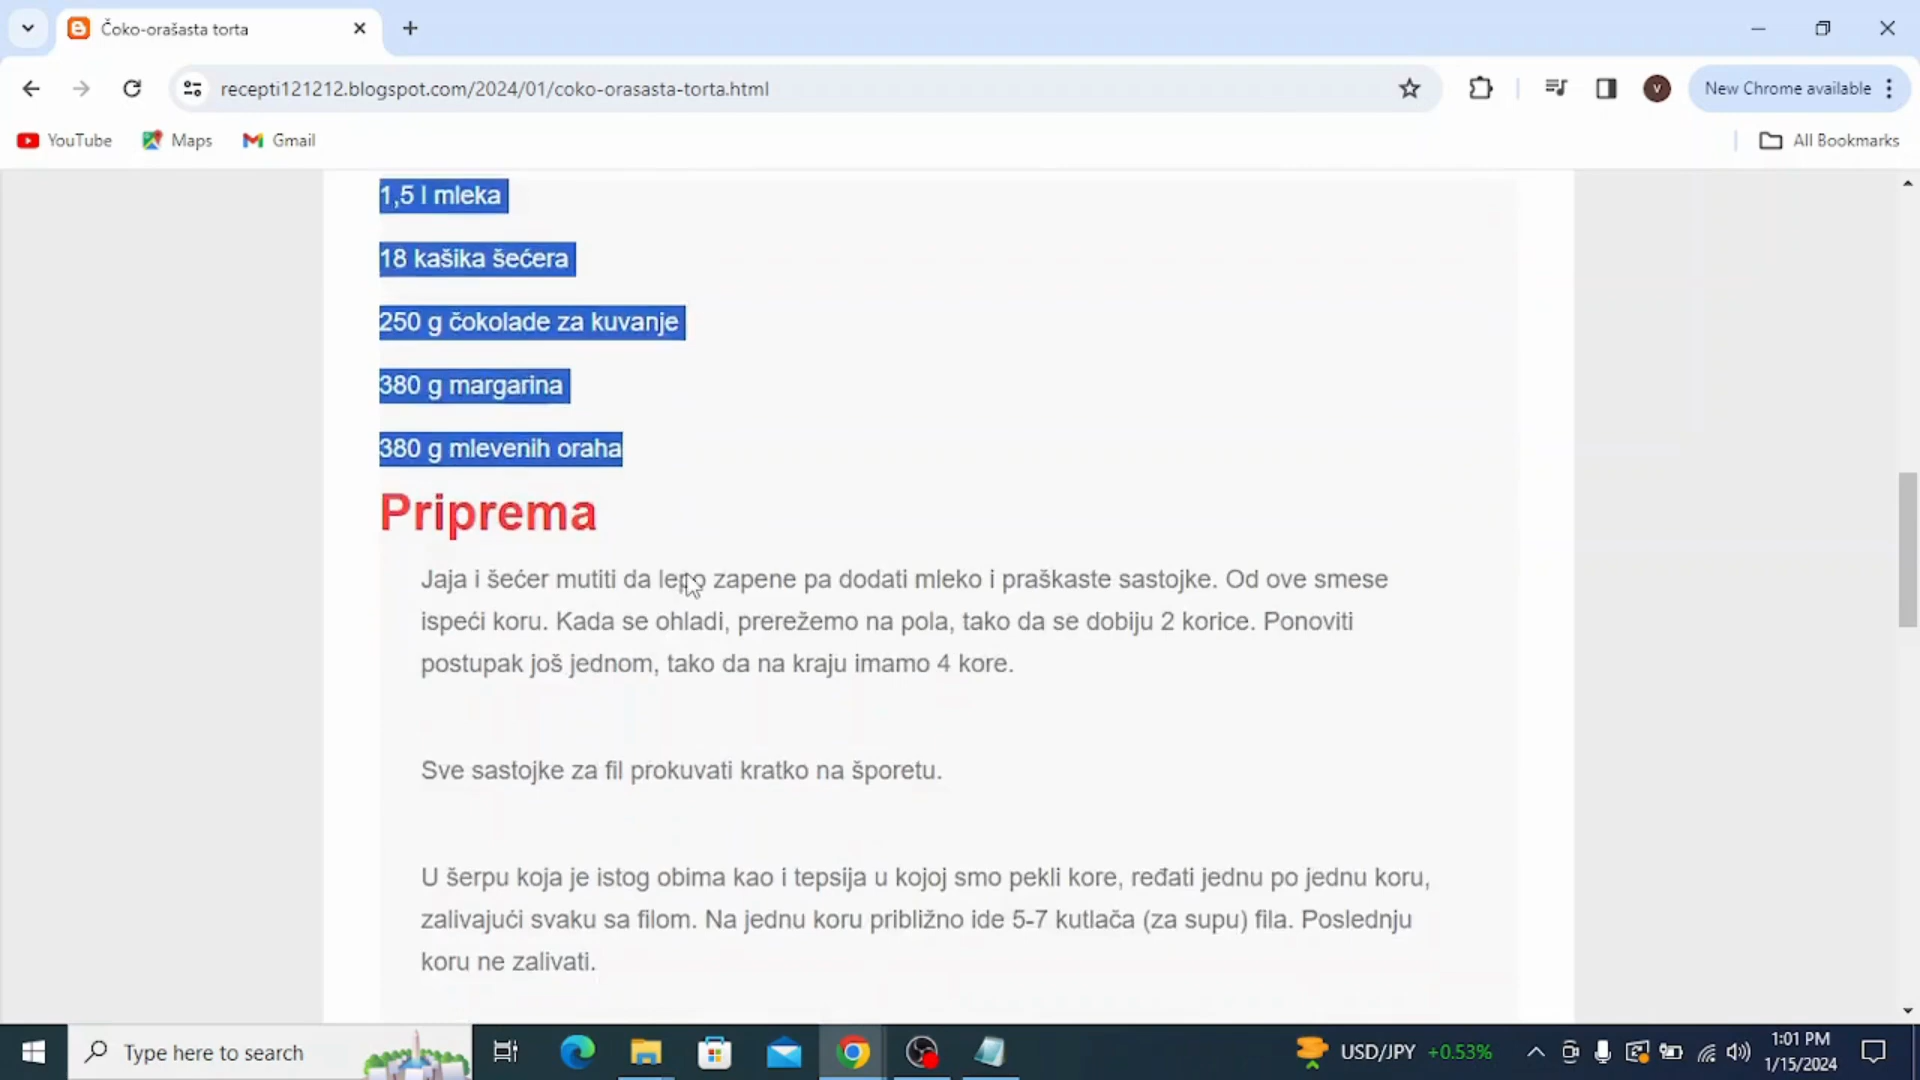 Čoko-orašasta torta
recepti121212.blogspot.com/2024/01/coko-orasasta-torta.html
V
New Chrome available
YouTube
Maps
Gmail
All Bookmarks
1,5 l mleka
18 kašika šećera
250 g čokolade za kuvanje
380 g margarina
380 g mlevenih oraha
Priprema
Jaja i šećer mutiti da lepo zapene pa dodati mleko i praškaste sastojke. Od ove smese
ispeći koru. Kada se ohladi, prerežemo na pola, tako da se dobiju 2 korice. Ponoviti
postupak još jednom, tako da na kraju imamo 4 kore.
Sve sastojke za fil prokuvati kratko na šporetu.
U šerpu koja je istog obima kao i tepsija u kojoj smo pekli kore, ređati jednu po jednu koru,
zalivajući svaku sa filom. Na jednu koru približno ide 5-7 kutlača (za supu) fila. Poslednju
koru ne zalivati.
Type here to search
USD/JPY +0.53%
1:01 PM
1/15/2024